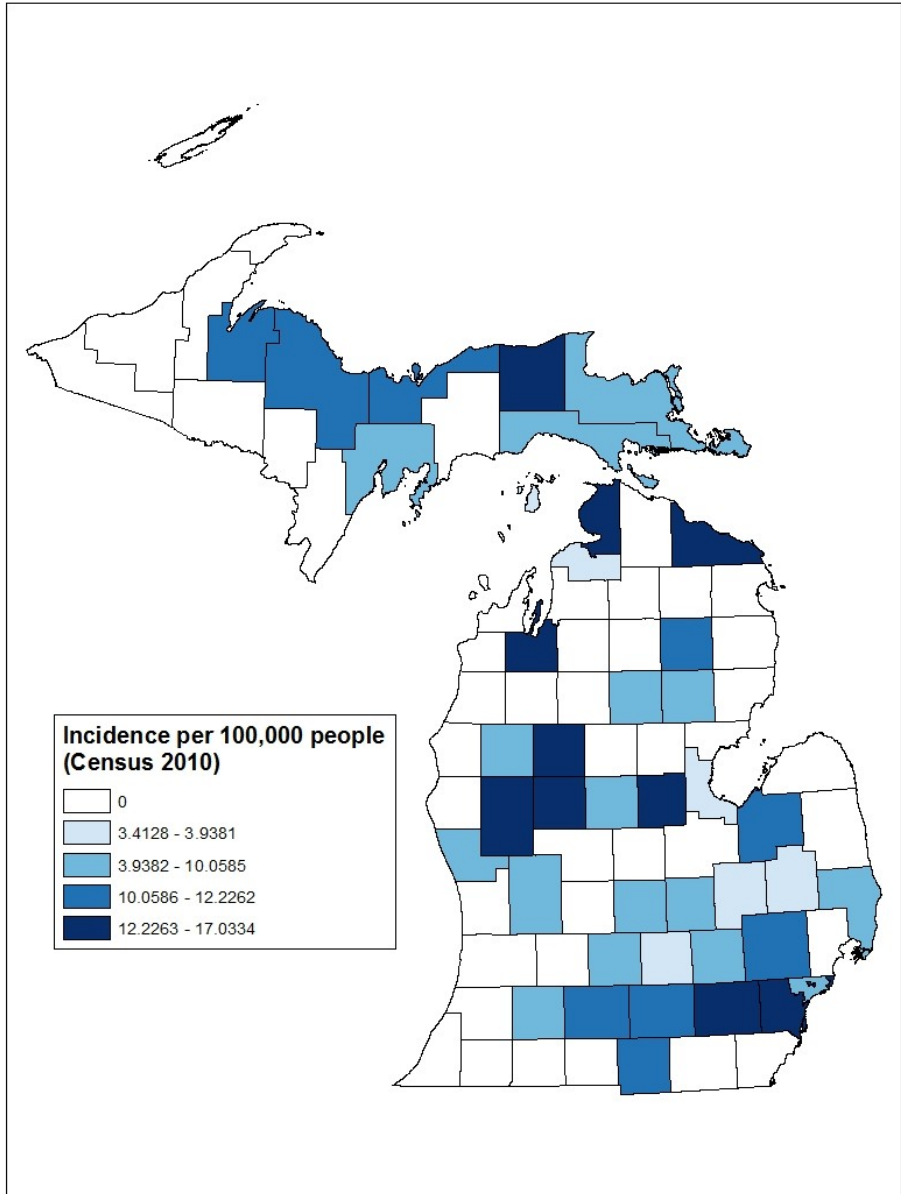 Incidence per 100,000 people
(Census 2010)
0
3.4128 - 3.9381
3.9382 - 10.0585
10.0586 - 12.2262
12.2263 - 17.0334